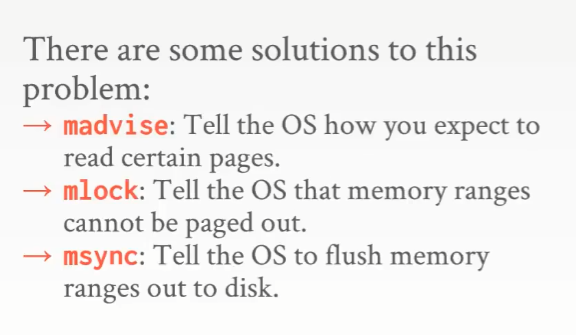 There are some solutions to this
problem:
→ madvise: Tell the OS how you expect to
read certain pages.
→ mlock: Tell the OS that memory ranges
cannot be paged out.
→ msync: Tell the OS to flush memory
ranges out to disk.